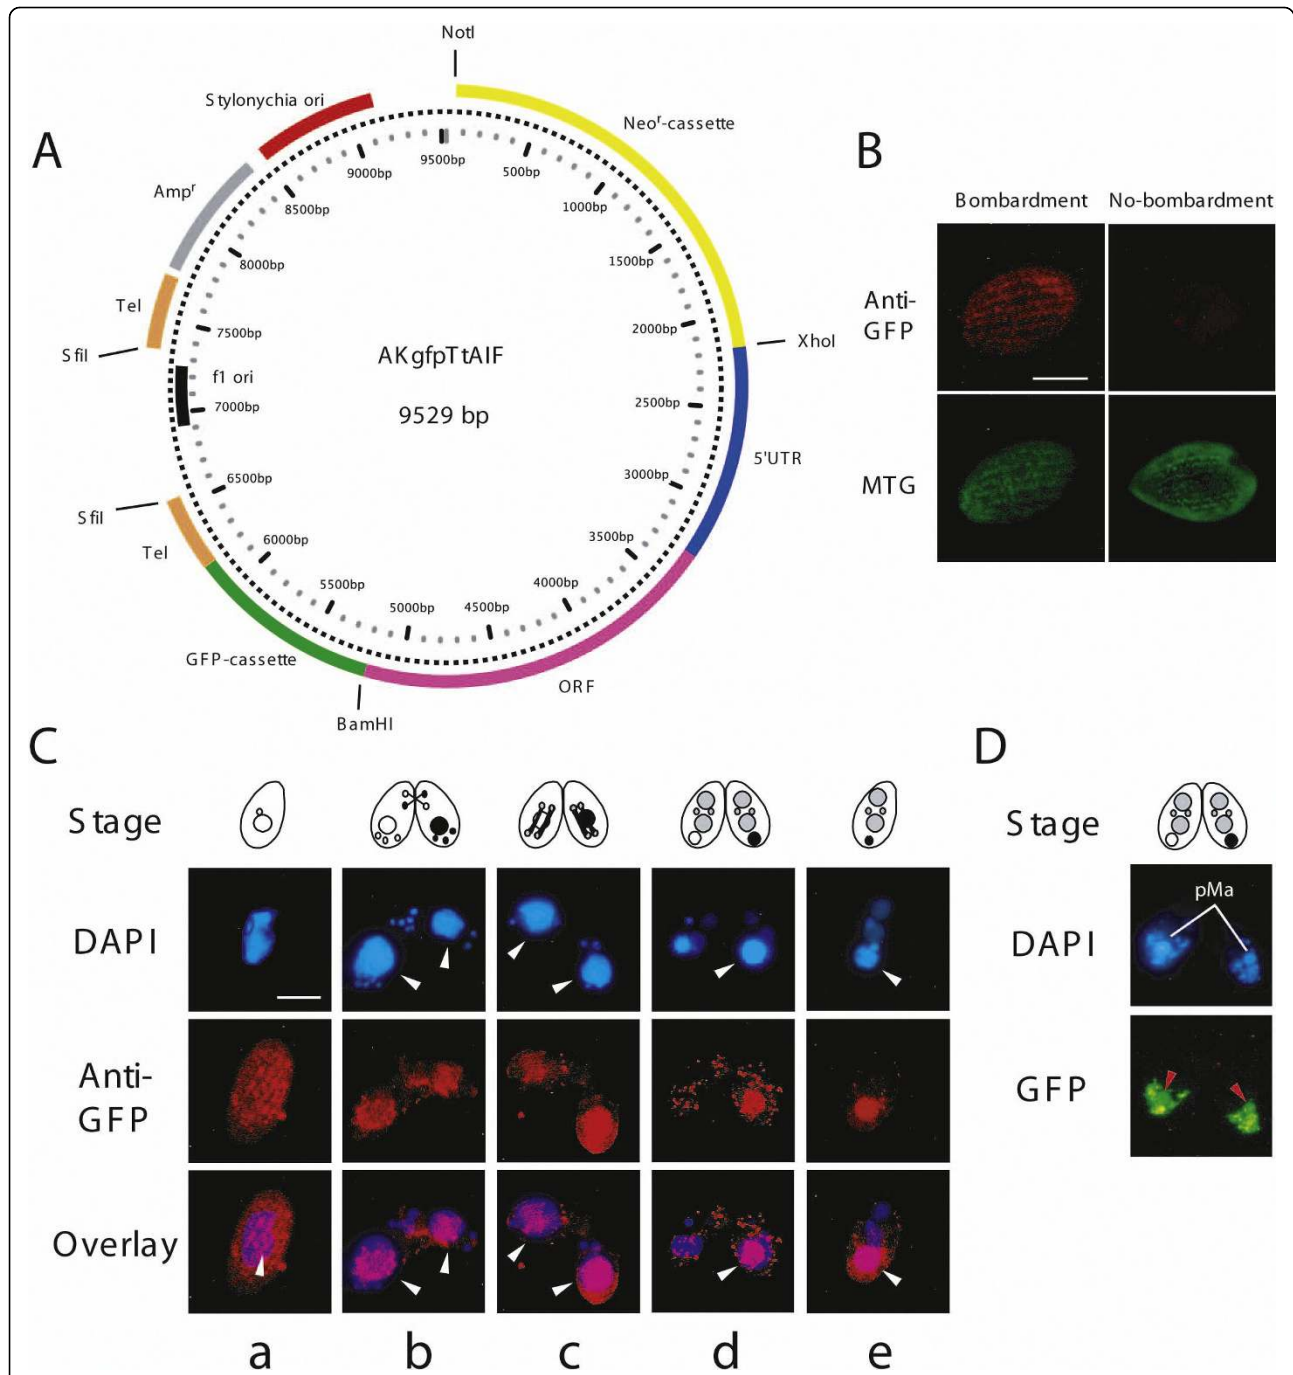 A
NotI
Stylonychia ori
Neoʳ-cassette
Ampʳ
Tel
SfiI
f1 ori
9500bp
500bp
1000bp
1500bp
2000bp
2500bp
3000bp
3500bp
4000bp
4500bp
5000bp
5500bp
6000bp
6500bp
7000bp
7500bp
8000bp
8500bp
9000bp
AKgfpTtAIF
9529 bp
XhoI
5'UTR
SfiI
Tel
GFP-cassette
BamHI
ORF
B
Bombardment No-bombardment
Anti-
GFP
MTG
C
Stage
DAPI
Anti-
GFP
Overlay
a b c d e
D
Stage
pMa
DAPI
GFP